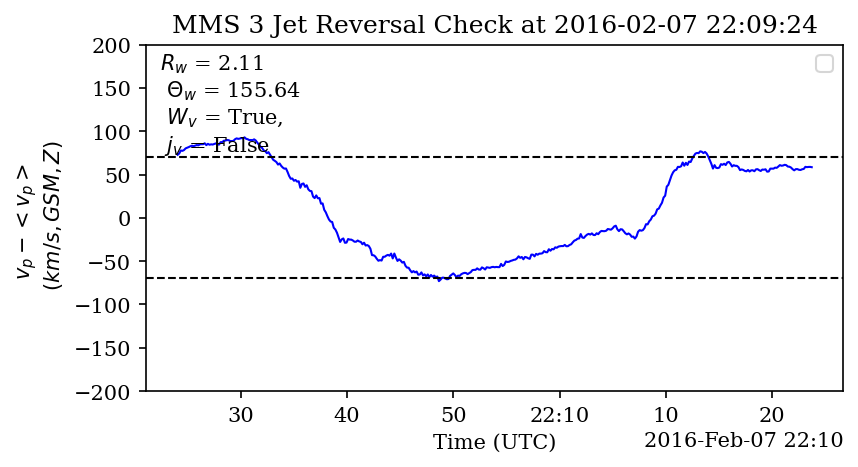 MMS 3 Jet Reversal Check at 2016-02-07 22:09:24
200
150
100
50
0
−50
−100
−150
−200
v_p − < v_p >
(km/s, GSM, Z)
R_w = 2.11
Θ_w = 155.64
W_v = True,
j_v = False
30 40 50 22:10 10 20
Time (UTC)
2016-Feb-07 22:10